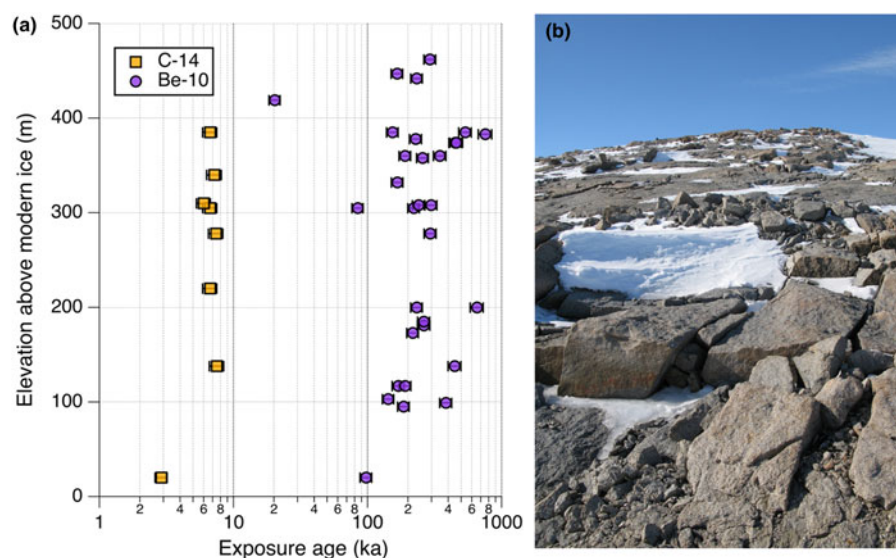 (a)
500
400
300
200
100
0
Elevation above modern ice (m)
C-14
Be-10
1 2 4 6 8 10 2 4 6 8 100 2 4 6 8 1000
Exposure age (ka)
(b)